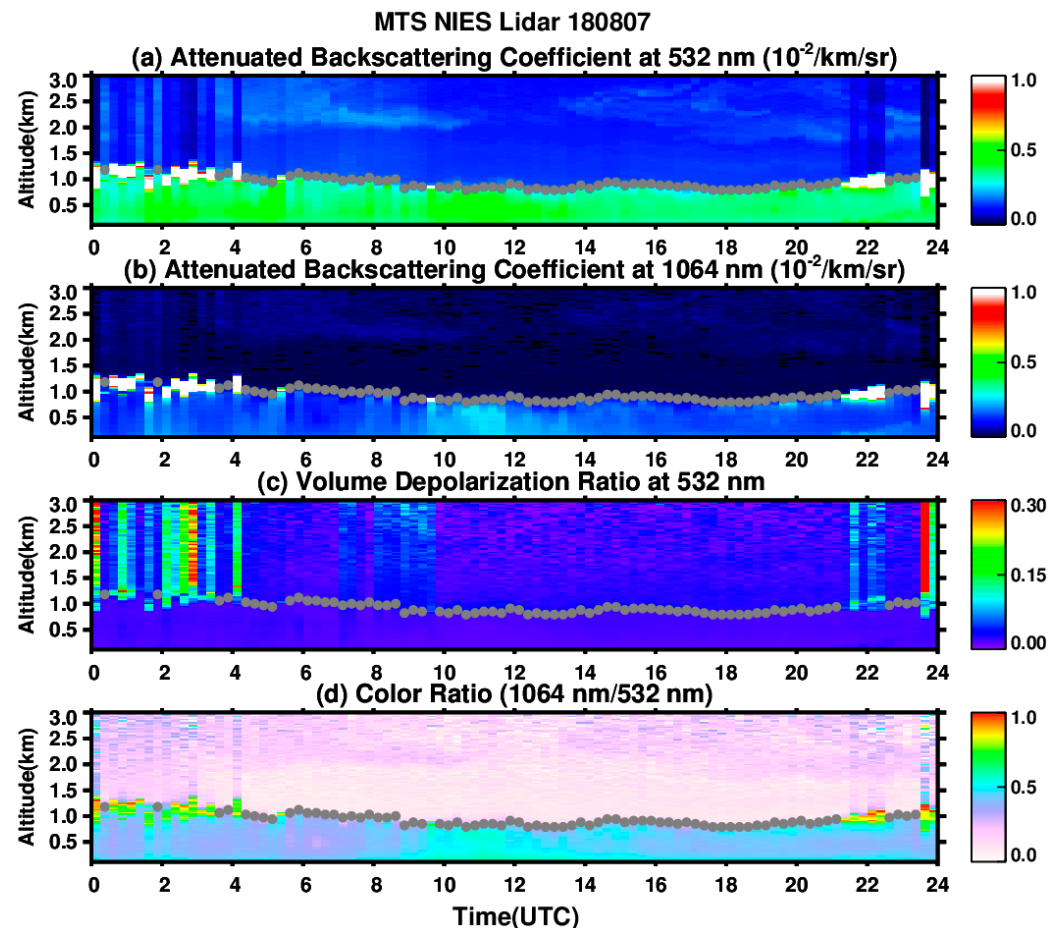 MTS NIES Lidar 180807
(a) Attenuated Backscattering Coefficient at 532 nm (10⁻²/km/sr)
Altitude(km)
3.0
2.5
2.0
1.5
1.0
0.5
0 2 4 6 8 10 12 14 16 18 20 22 24
1.0
0.5
0.0
(b) Attenuated Backscattering Coefficient at 1064 nm (10⁻²/km/sr)
Altitude(km)
3.0
2.5
2.0
1.5
1.0
0.5
0 2 4 6 8 10 12 14 16 18 20 22 24
1.0
0.5
0.0
(c) Volume Depolarization Ratio at 532 nm
Altitude(km)
3.0
2.5
2.0
1.5
1.0
0.5
0 2 4 6 8 10 12 14 16 18 20 22 24
0.30
0.15
0.00
(d) Color Ratio (1064 nm/532 nm)
Altitude(km)
3.0
2.5
2.0
1.5
1.0
0.5
0 2 4 6 8 10 12 14 16 18 20 22 24
1.0
0.5
0.0
Time(UTC)